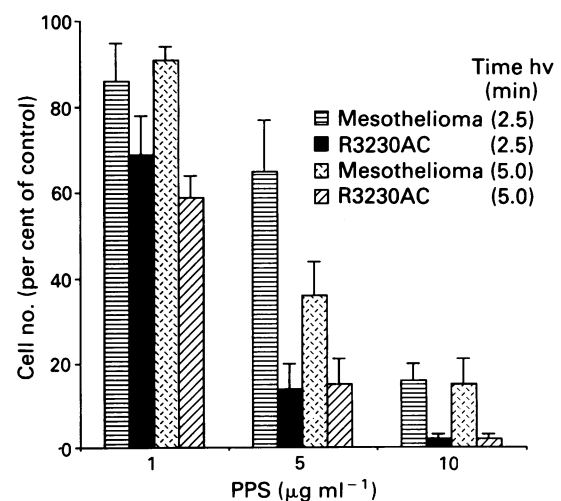 Cell no. (per cent of control)
100
80
60
40
20
0
Time hv
(min)
Mesothelioma (2.5)
R3230AC (2.5)
Mesothelioma (5.0)
R3230AC (5.0)
1 5 10
PPS (μg ml⁻¹)